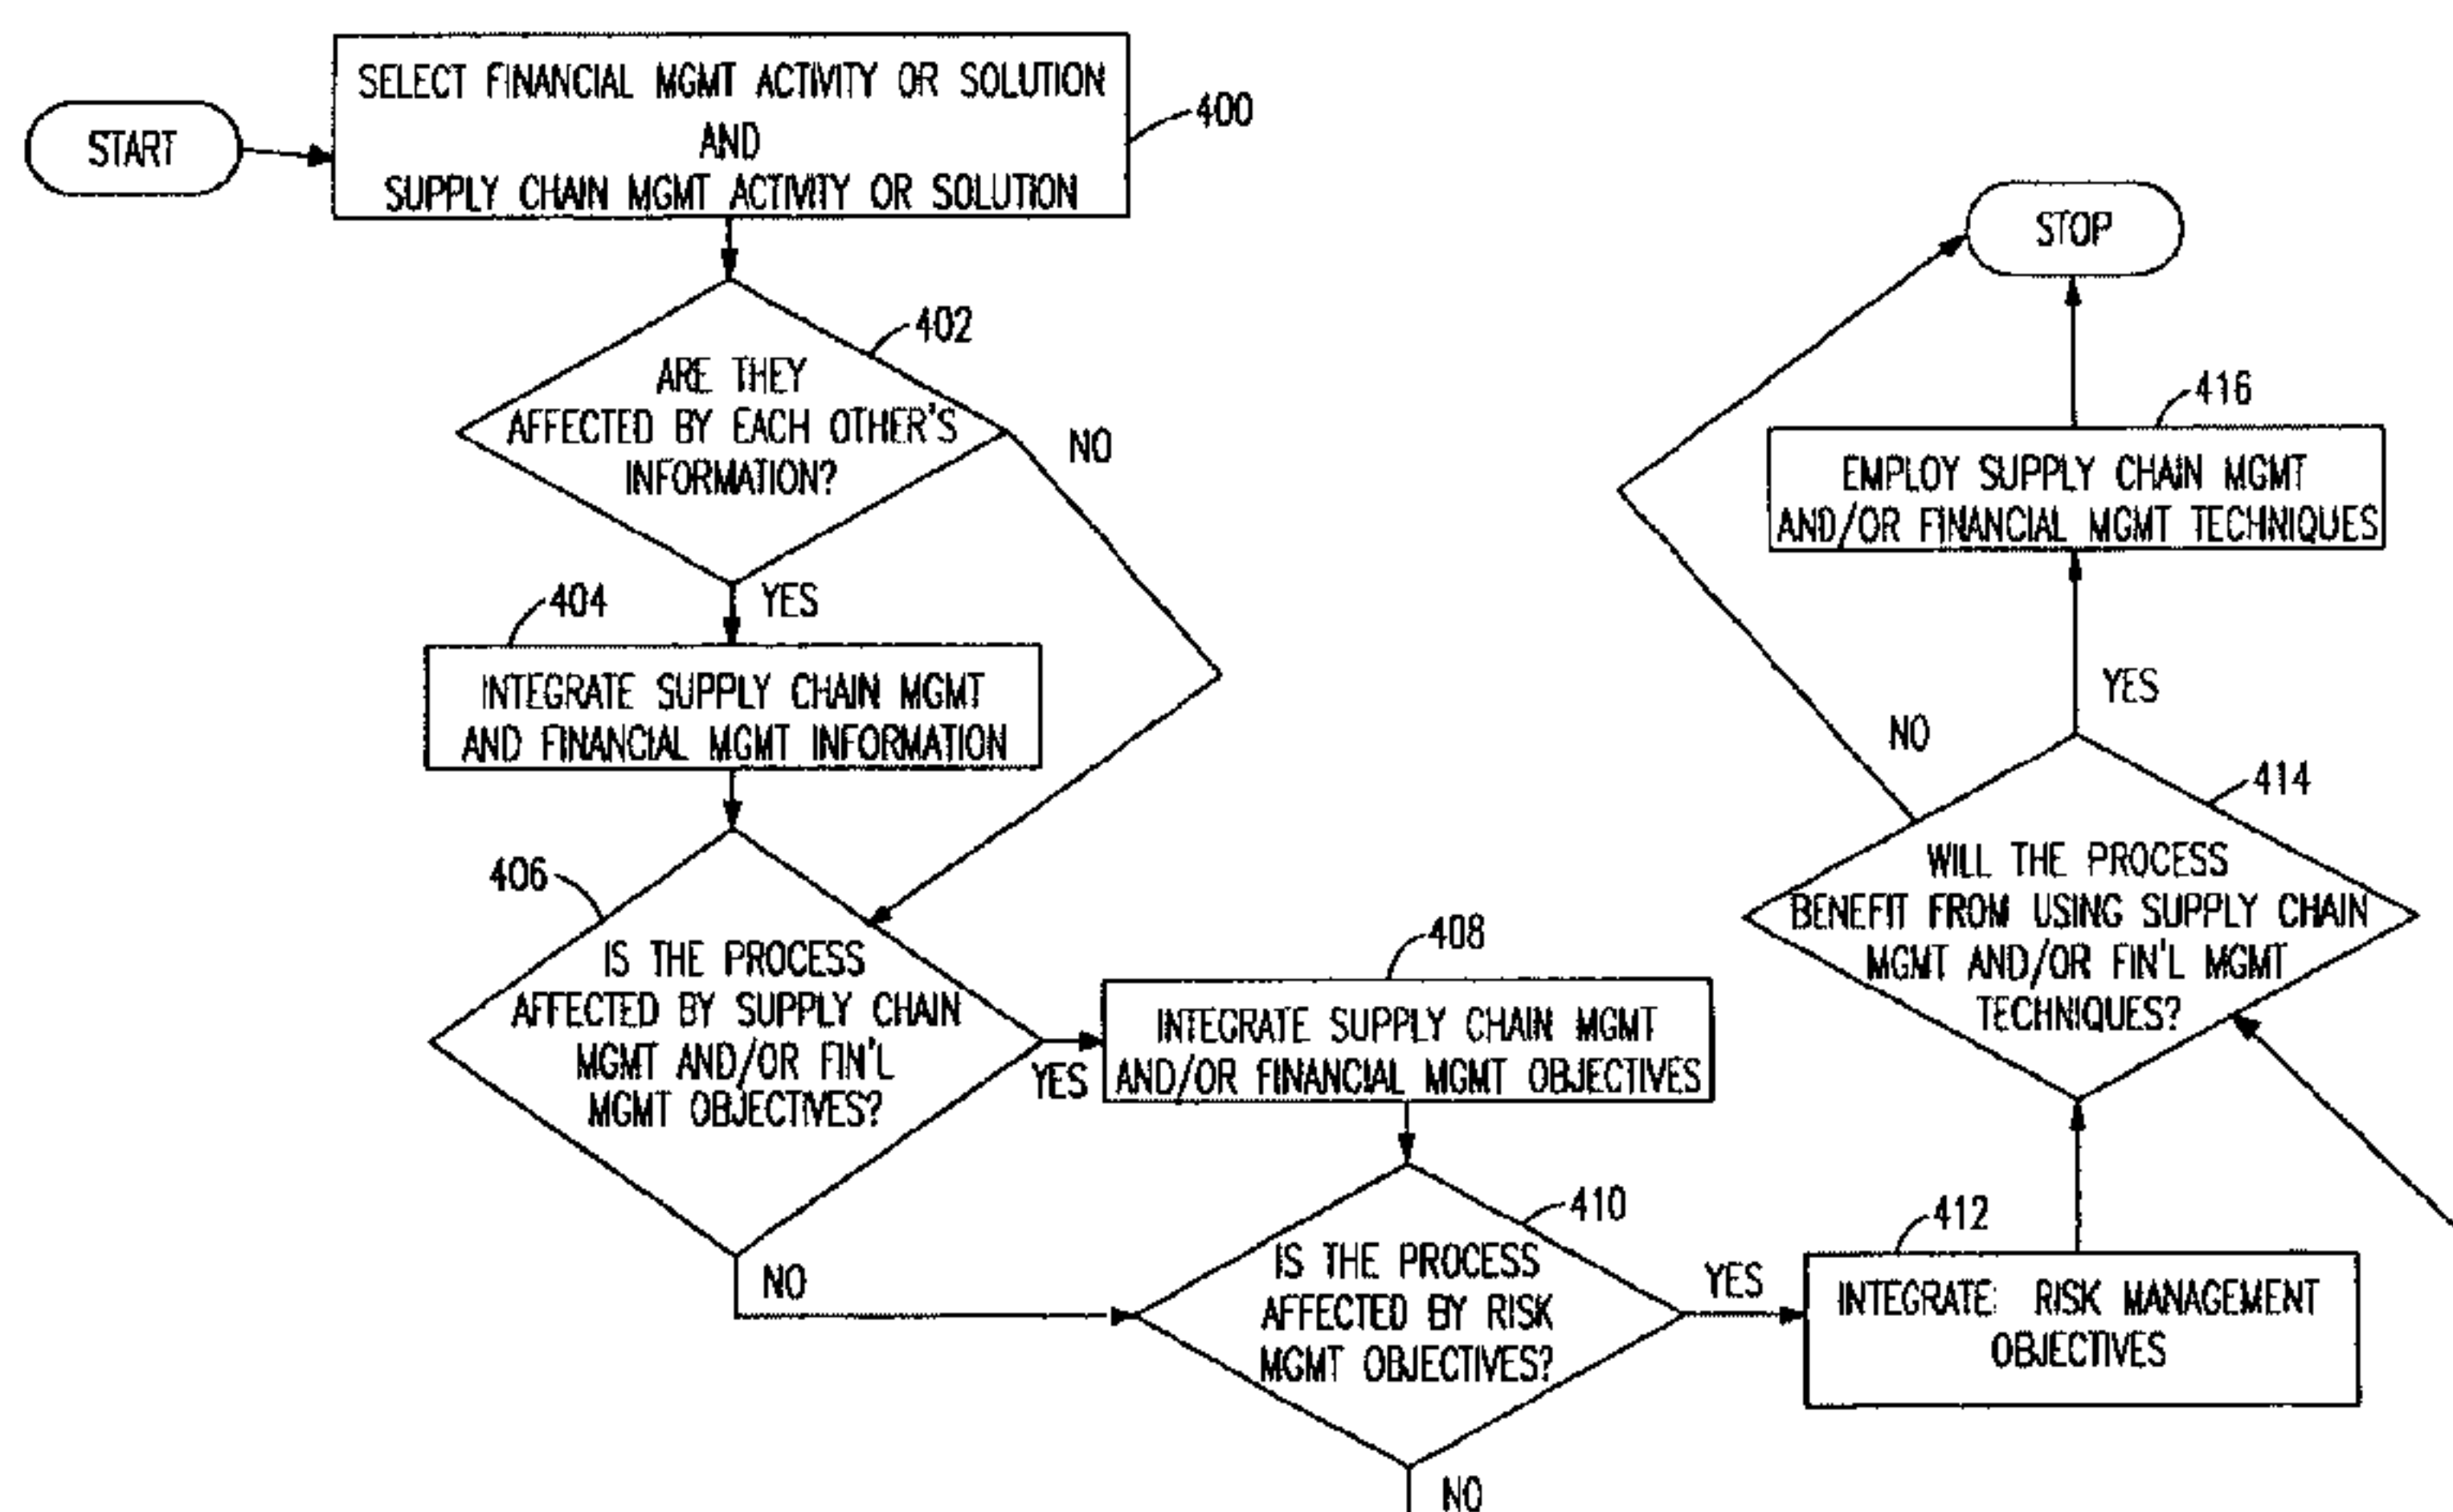 START
SELECT FINANCIAL MGMT ACTIVITY OR SOLUTION
AND
SUPPLY CHAIN MGMT ACTIVITY OR SOLUTION
400
402
ARE THEY
AFFECTED BY EACH OTHER'S
INFORMATION?
NO
YES
404
INTEGRATE SUPPLY CHAIN MGMT
AND FINANCIAL MGMT INFORMATION
406
IS THE PROCESS
AFFECTED BY SUPPLY CHAIN
MGMT AND/OR FIN'L
MGMT OBJECTIVES?
YES
NO
408
INTEGRATE SUPPLY CHAIN MGMT
AND/OR FINANCIAL MGMT OBJECTIVES
410
IS THE PROCESS
AFFECTED BY RISK
MGMT OBJECTIVES?
YES
NO
412
INTEGRATE: RISK MANAGEMENT
OBJECTIVES
414
WILL THE PROCESS
BENEFIT FROM USING SUPPLY CHAIN
MGMT AND/OR FIN'L MGMT
TECHNIQUES?
NO
YES
416
EMPLOY SUPPLY CHAIN MGMT
AND/OR FINANCIAL MGMT TECHNIQUES
STOP